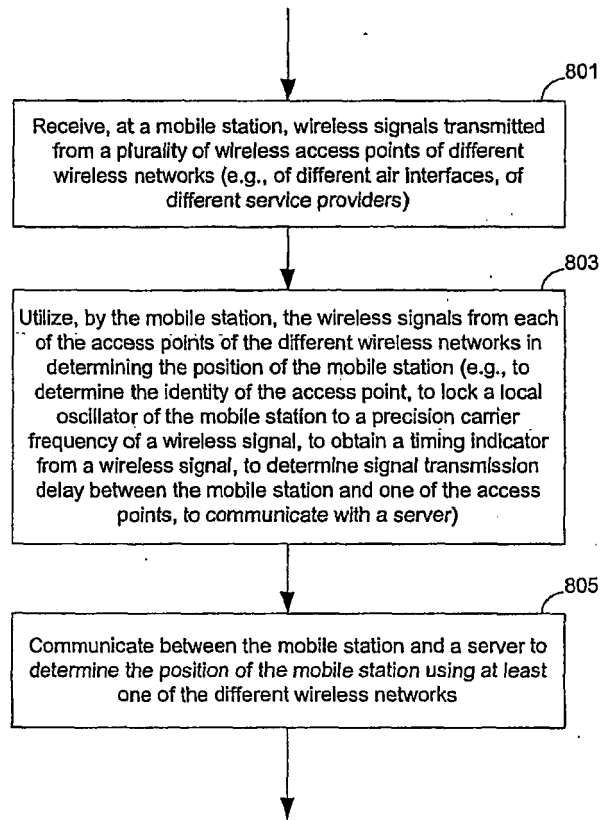 801
Receive, at a mobile station, wireless signals transmitted
from a plurality of wireless access points of different
wireless networks (e.g., of different air interfaces, of
different service providers)
803
Utilize, by the mobile station, the wireless signals from each
of the access points of the different wireless networks in
determining the position of the mobile station (e.g., to
determine the identity of the access point, to lock a local
oscillator of the mobile station to a precision carrier
frequency of a wireless signal, to obtain a timing indicator
from a wireless signal, to determine signal transmission
delay between the mobile station and one of the access
points, to communicate with a server)
805
Communicate between the mobile station and a server to
determine the position of the mobile station using at least
one of the different wireless networks